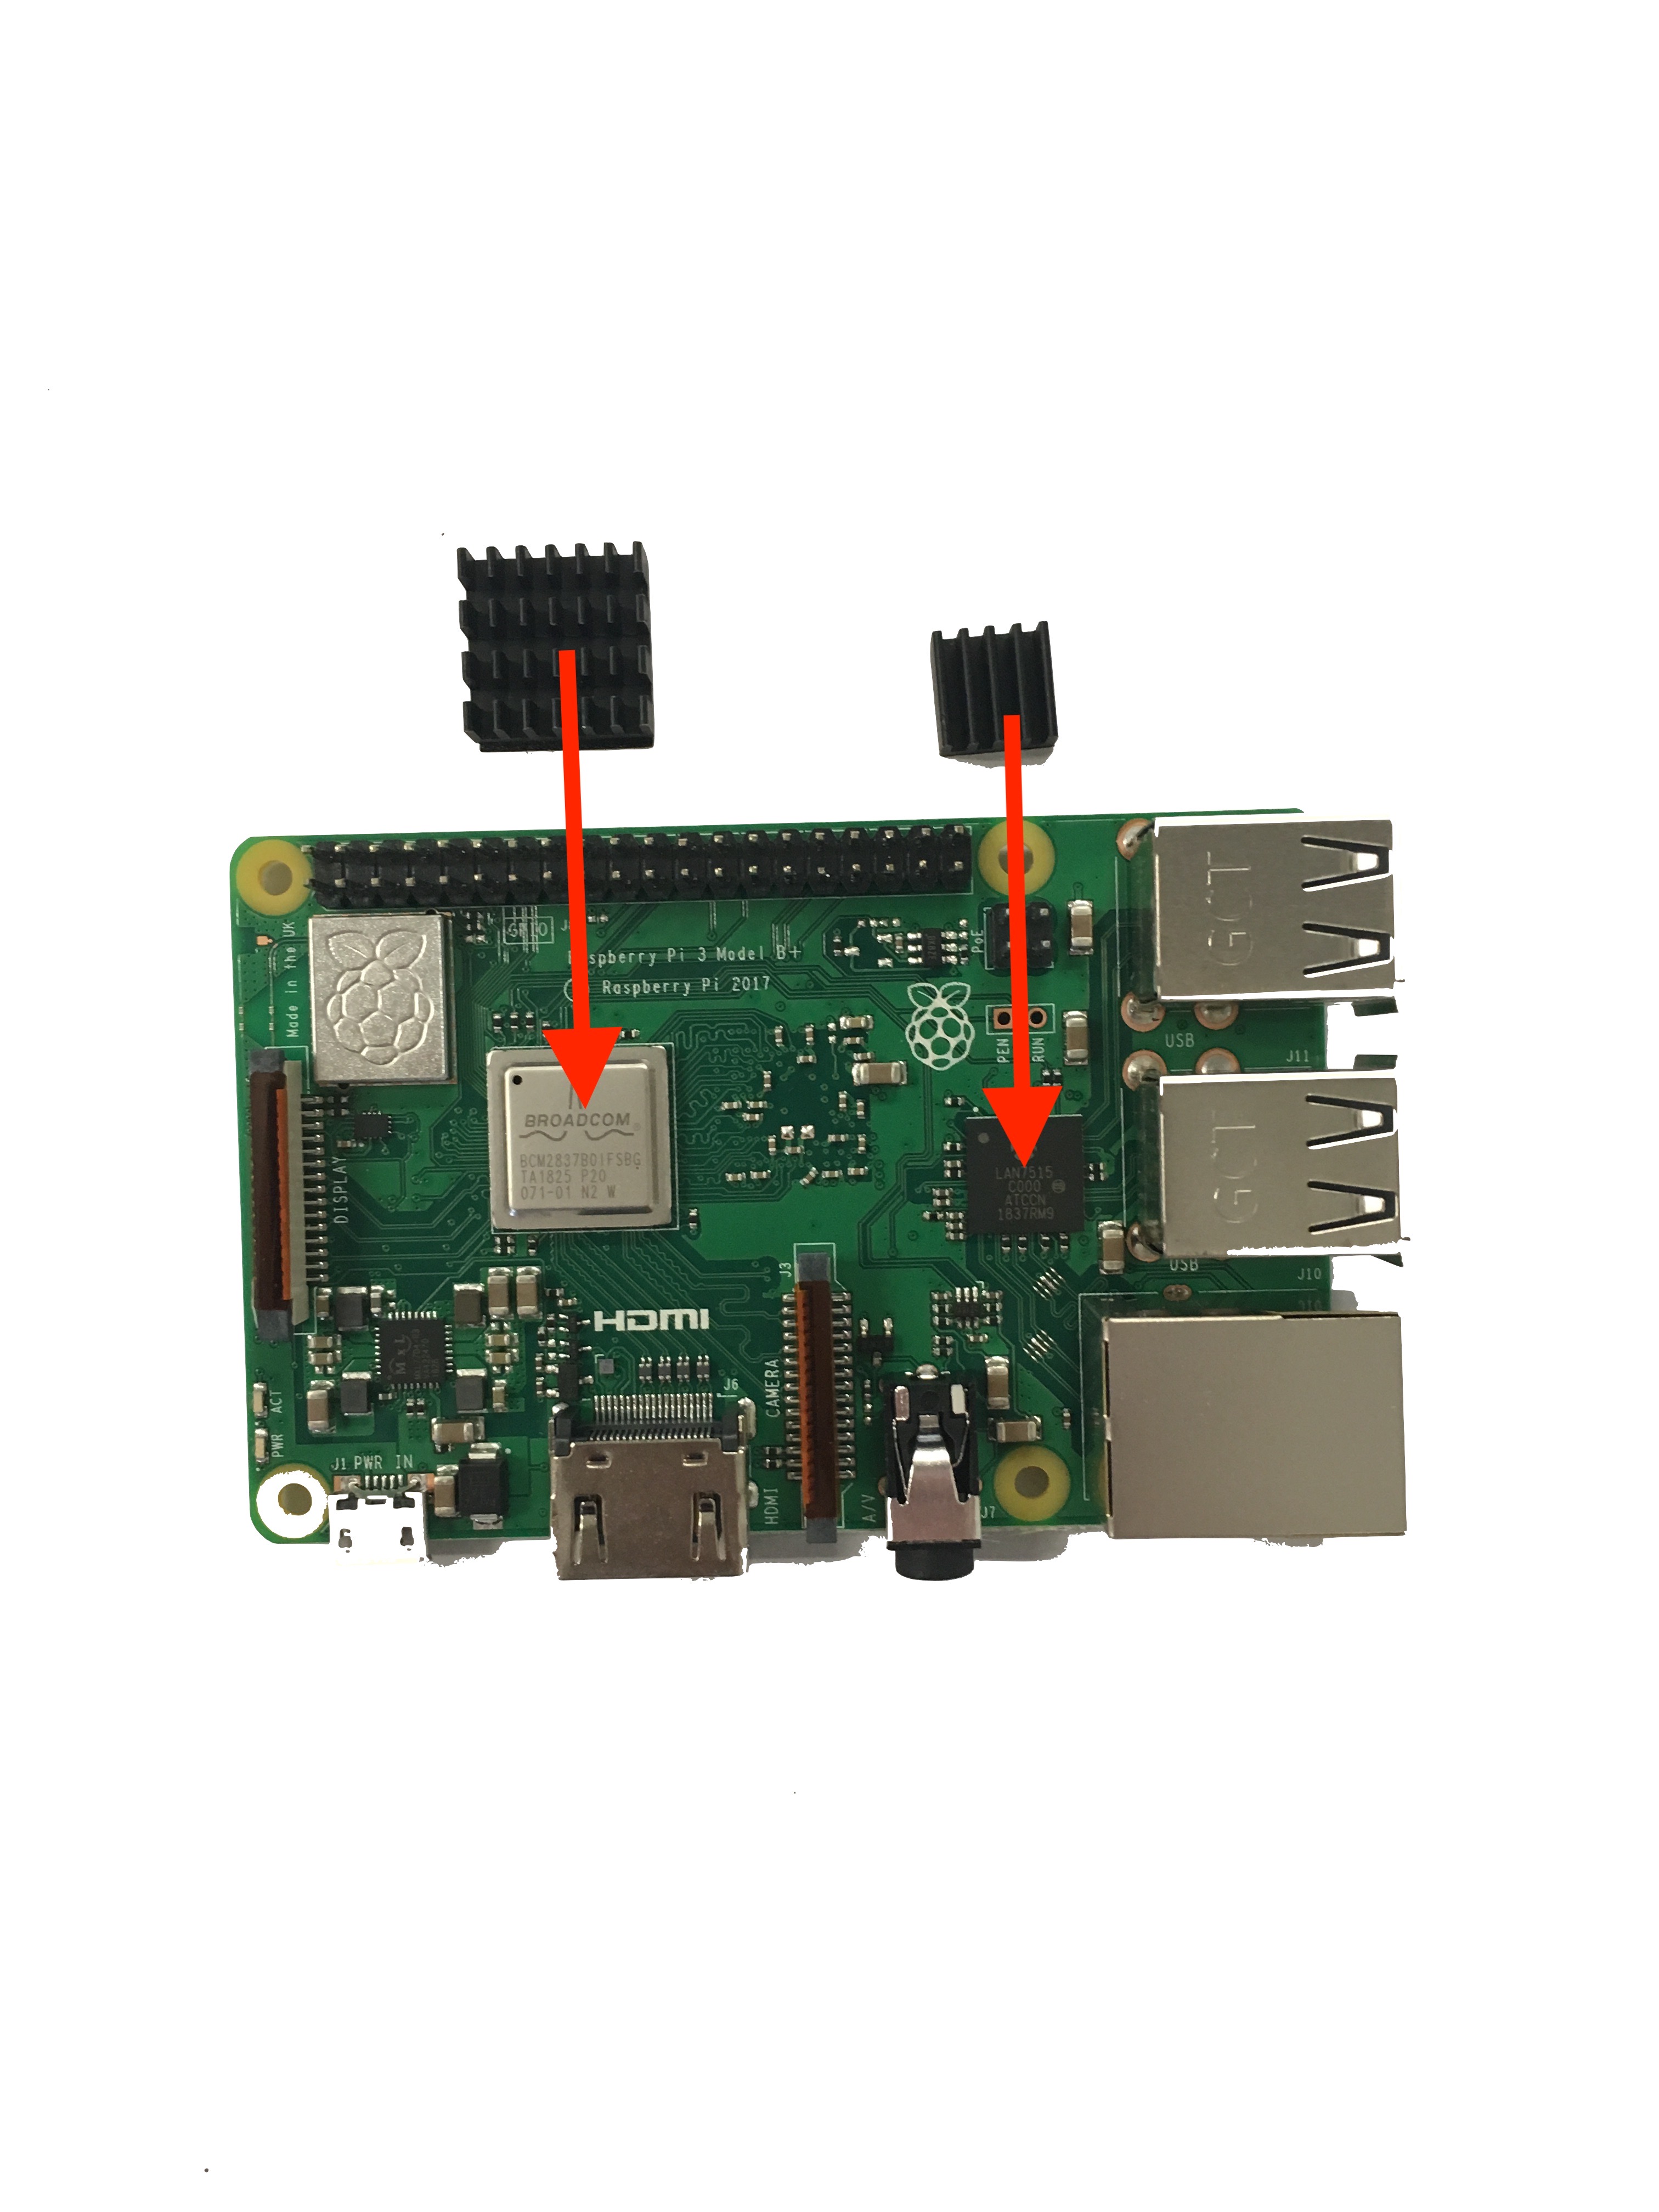 GPIO
Raspberry Pi 3 Model B+
Raspberry Pi 2017
Made in the UK
PoE
PEN
RUN
GCT
USB
J11
BROADCOM
BCM2837B0IFSBG
TA1825 P20
071-01 N2 W
LAN7515
C000
ATCCN
1837RM9
GCT
DISPLAY
USB
J10
J3
HDMI
MxL
CAMERA
J6
ACT
PWR
J1 PWR IN
HDMI
A/V
J7